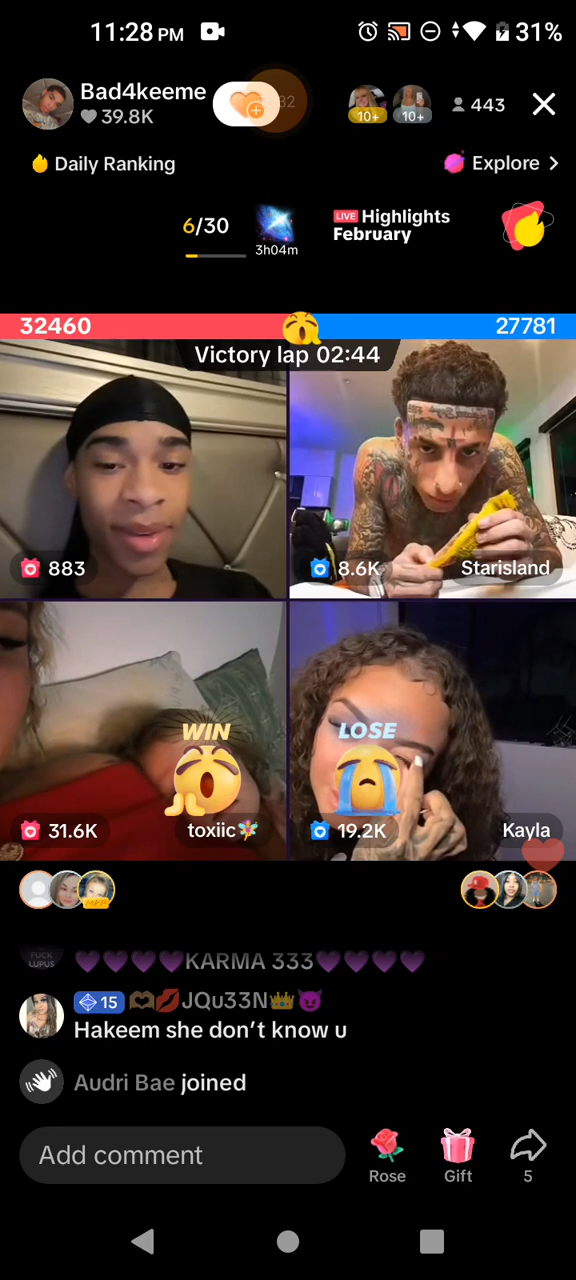 11:28 PM
31%
Bad4keeme
39.8K
10+
10+
443
Daily Ranking
Explore >
6/30
3h04m
LIVE Highlights
February
32460
27781
Victory lap 02:44
883
8.6K
Starisland
WIN
LOSE
31.6K
toxiic🧚
19.2K
Kayla
FUCK
LUPUS
💜💜💜💜KARMA 333💜💜💜💜
15 🫶💋JQu33N👑😈
Hakeem she don't know u
Audri Bae joined
Add comment
Rose
Gift
5